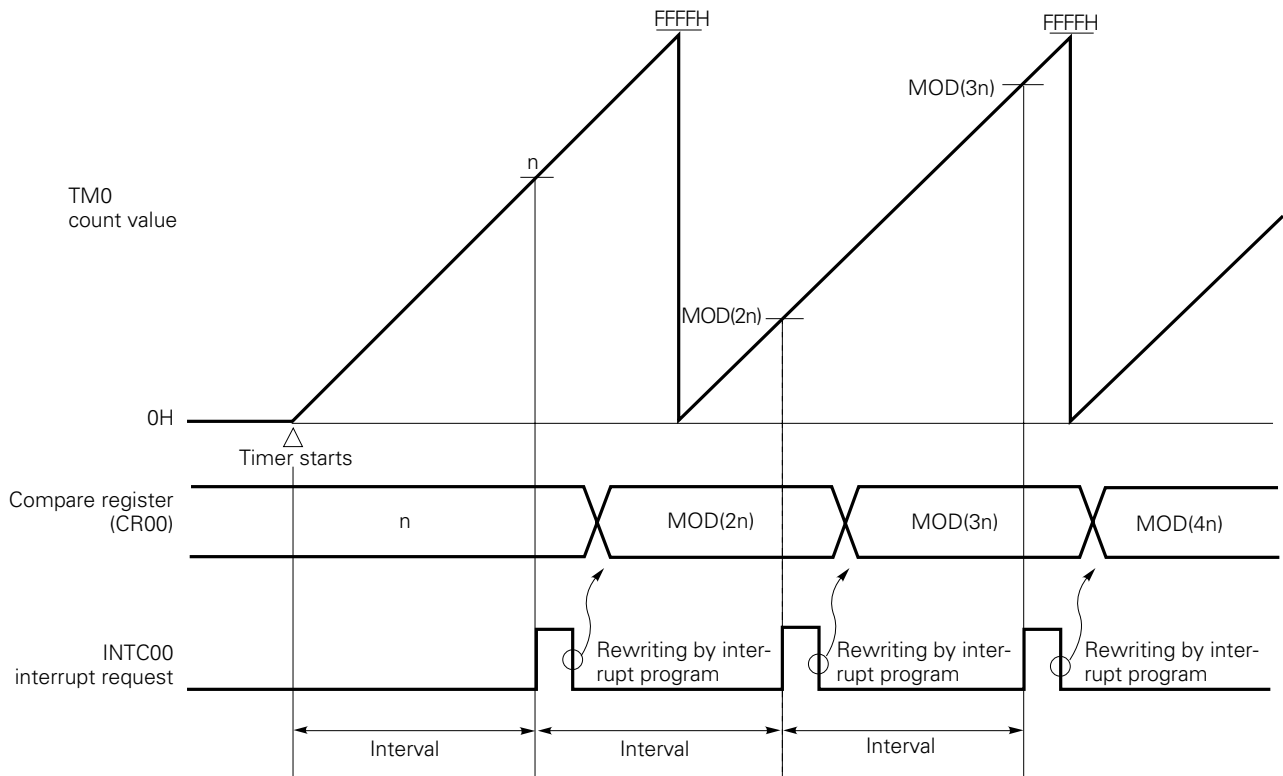 FFFFH
FFFFH
MOD(3n)
n
TM0
count value
MOD(2n)
0H
Timer starts
Compare register
(CR00)
n
MOD(2n)
MOD(3n)
MOD(4n)
INTC00
interrupt request
Rewriting by inter-
rupt program
Rewriting by inter-
rupt program
Rewriting by inter-
rupt program
Interval
Interval
Interval